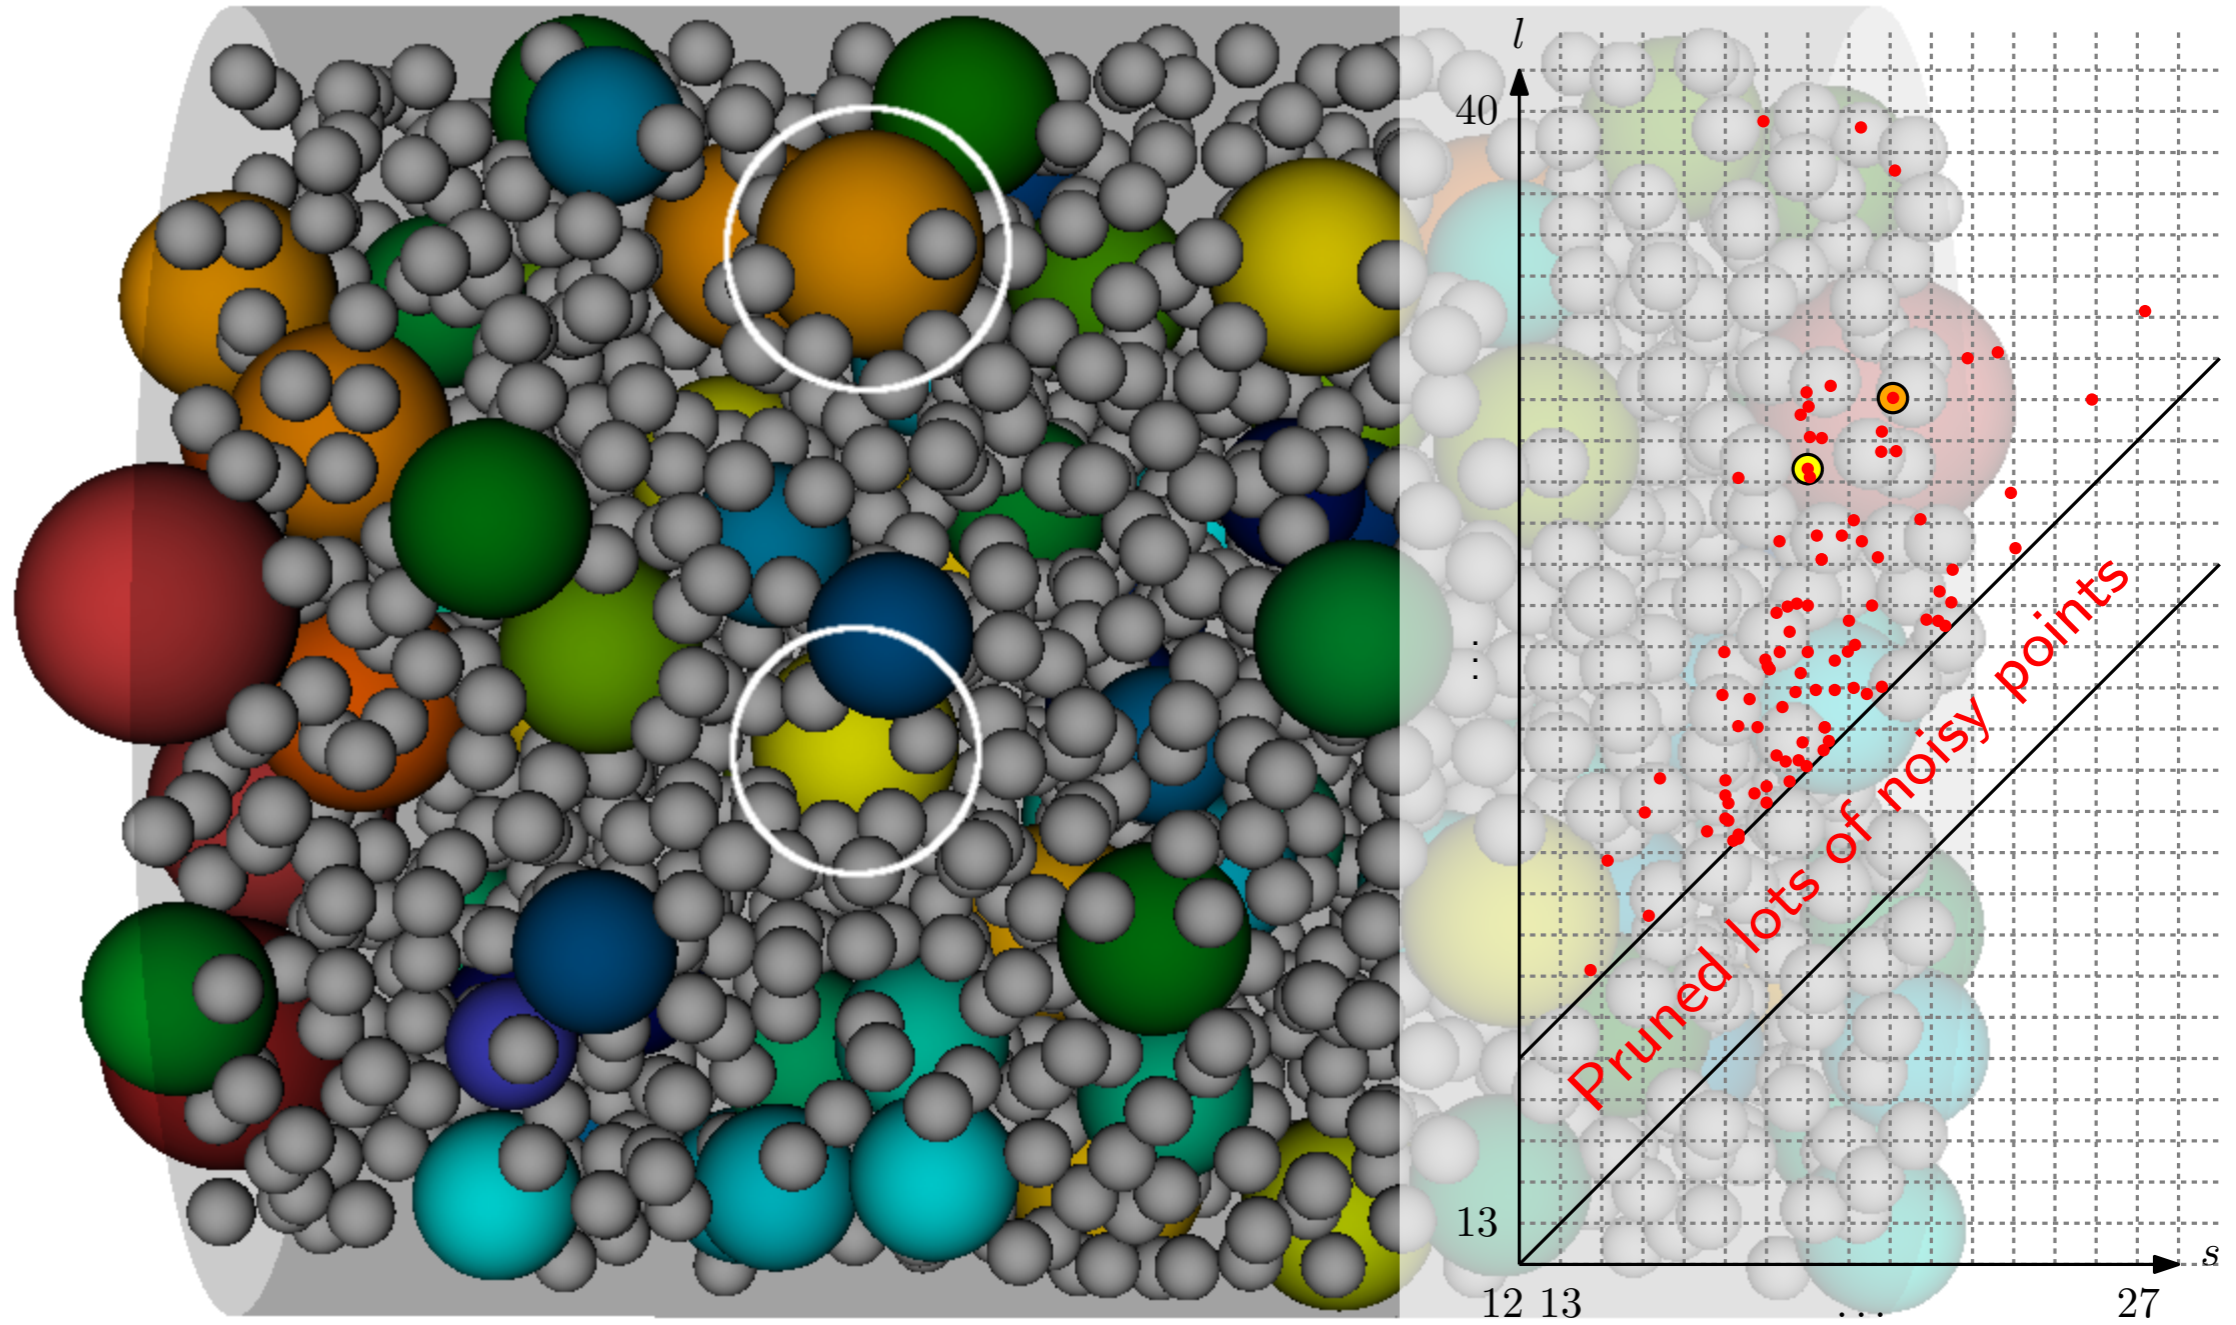 l
40
⋮
Pruned lots of noisy points
13
s
12 13 ... 27